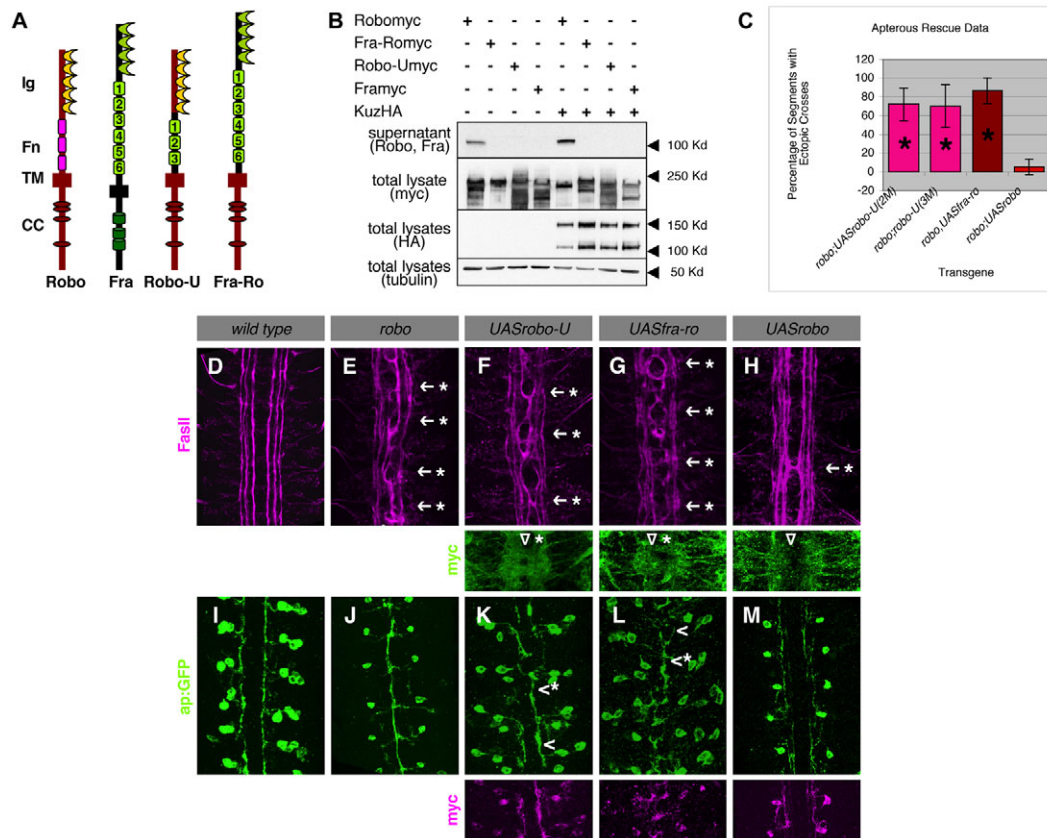 A
Ig
Fn
TM
CC
1
2
3
4
5
6
1
2
3
1
2
3
4
5
6
Robo Fra Robo-U Fra-Ro
B
Robomyc + - - - + - - -
Fra-Romyc - + - - - + - -
Robo-Umyc - - + - - - + -
Framyc - - - + - - - +
KuzHA - - - - + + + +
supernatant
(Robo, Fra)
100 Kd
total lysate
(myc)
250 Kd
total lysates
(HA)
150 Kd
100 Kd
total lysates
(tubulin)
50 Kd
C
Apterous Rescue Data
Percentage of Segments with
Ectopic Crosses
120
100
80
60
40
20
0
-20
* * *
robo;UASrobo-U(2M)
robo;robo-U(3M)
robo,UASfra-ro
robo;UASrobo
Transgene
wild type robo UASrobo-U UASfra-ro UASrobo
FasII
D E F G H
←*
←*
←*
←*
←*
←*
←*
←*
←*
←*
←*
←*
myc
*
*
ap:GFP
I J K L M
<*
<
<
<*
myc